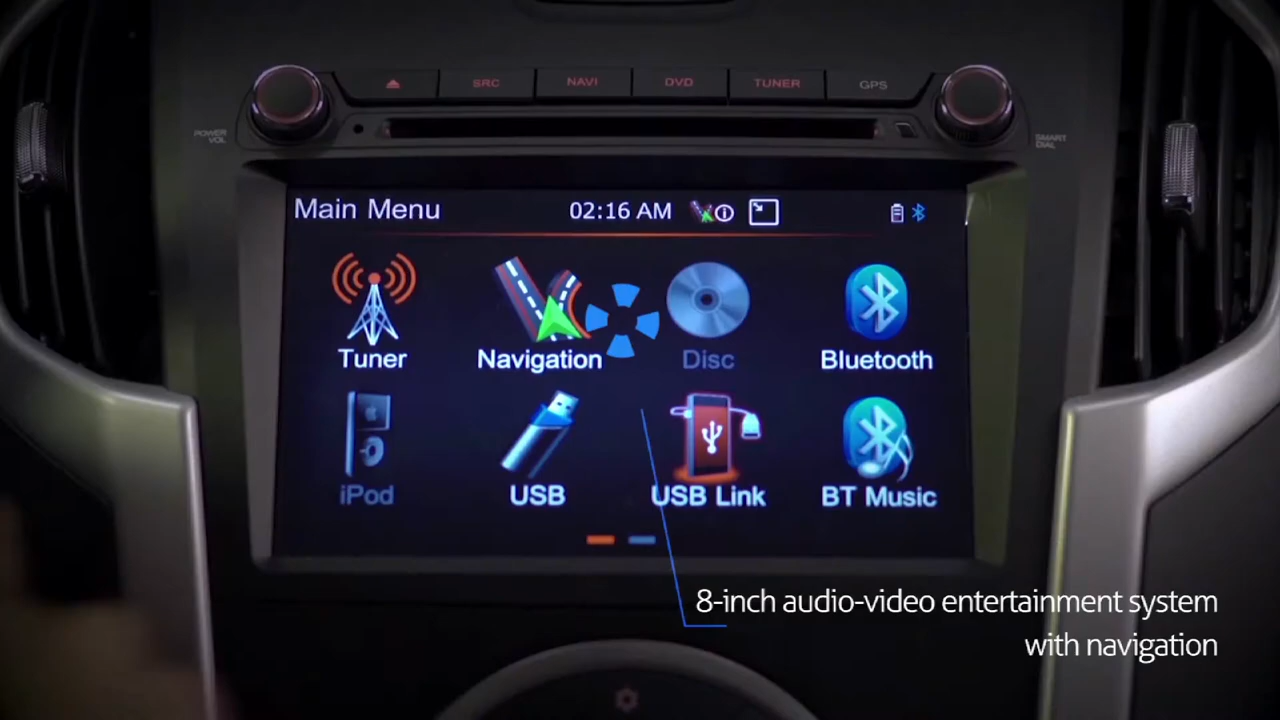 SRC
NAVI
DVD
TUNER
GPS
POWER
VOL
SMART
DIAL
Main Menu
02:16 AM
Tuner
Navigation
Disc
Bluetooth
iPod
USB
USB Link
BT Music
8-inch audio-video entertainment system
with navigation